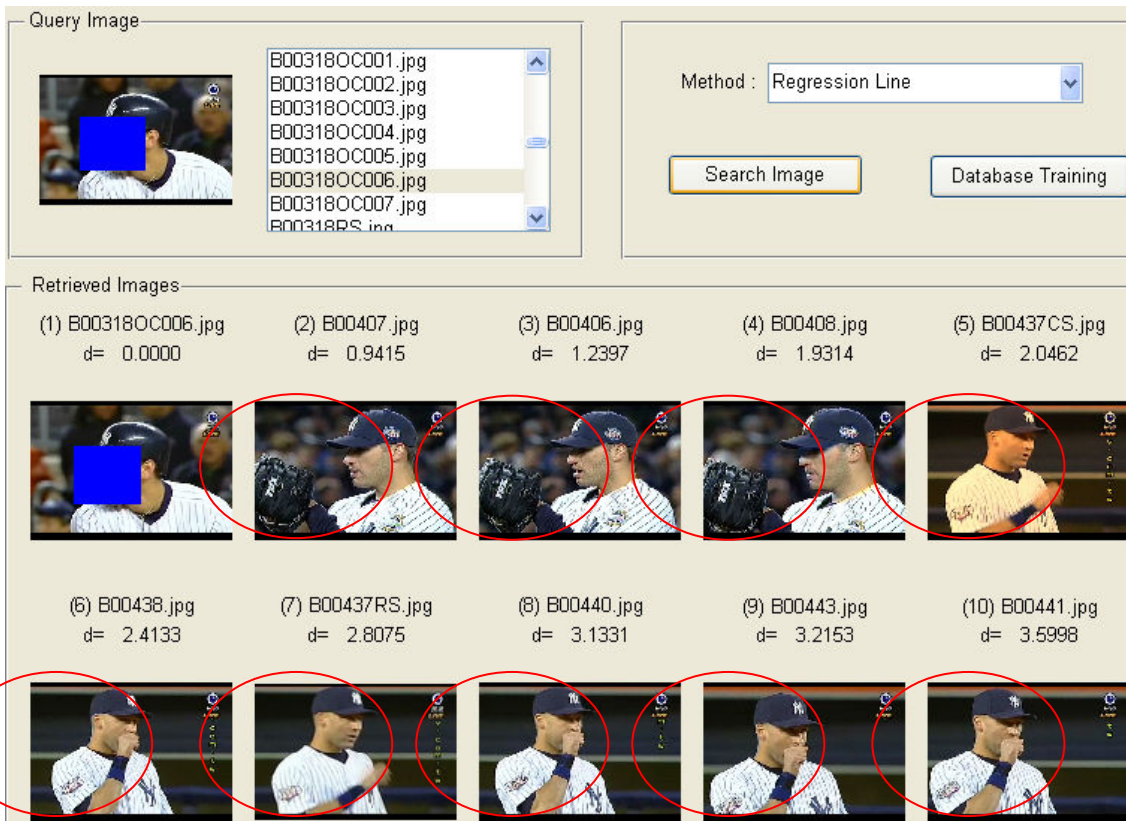 Query Image
B00318OC001.jpg
B00318OC002.jpg
B00318OC003.jpg
B00318OC004.jpg
B00318OC005.jpg
B00318OC006.jpg
B00318OC007.jpg
B00318RS.jpg
Method :
Regression Line
Search Image
Database Training
Retrieved Images
(1) B00318OC006.jpg
(2) B00407.jpg
(3) B00406.jpg
(4) B00408.jpg
(5) B00437CS.jpg
d= 0.0000
d= 0.9415
d= 1.2397
d= 1.9314
d= 2.0462
(6) B00438.jpg
(7) B00437RS.jpg
(8) B00440.jpg
(9) B00443.jpg
(10) B00441.jpg
d= 2.4133
d= 2.8075
d= 3.1331
d= 3.2153
d= 3.5998